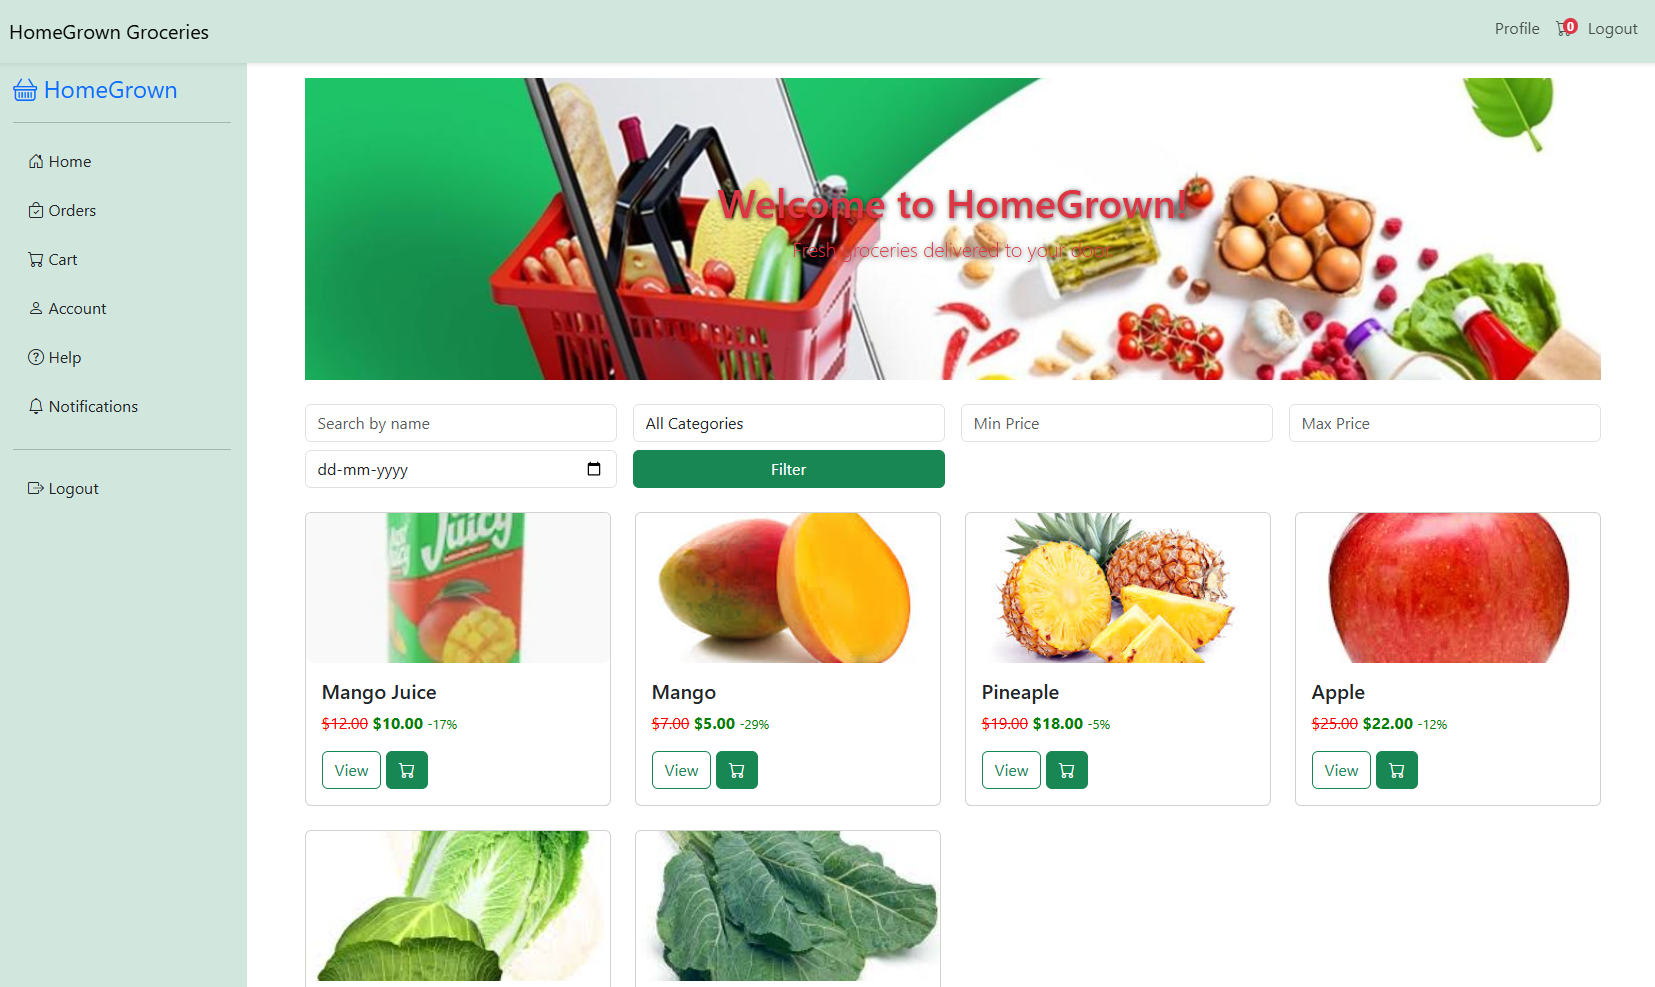 HomeGrown Groceries
Profile 0 Logout
HomeGrown
Home
Orders
Cart
Account
Help
Notifications
Logout
Welcome to HomeGrown!
Fresh groceries delivered to your door
Search by name
All Categories
Min Price
Max Price
dd-mm-yyyy
Filter
Just Juicy
Juicy
Mango Juice
$12.00 $10.00 -17%
View
Mango
$7.00 $5.00 -29%
View
Pineapple
$19.00 $18.00 -5%
View
Apple
$25.00 $22.00 -12%
View